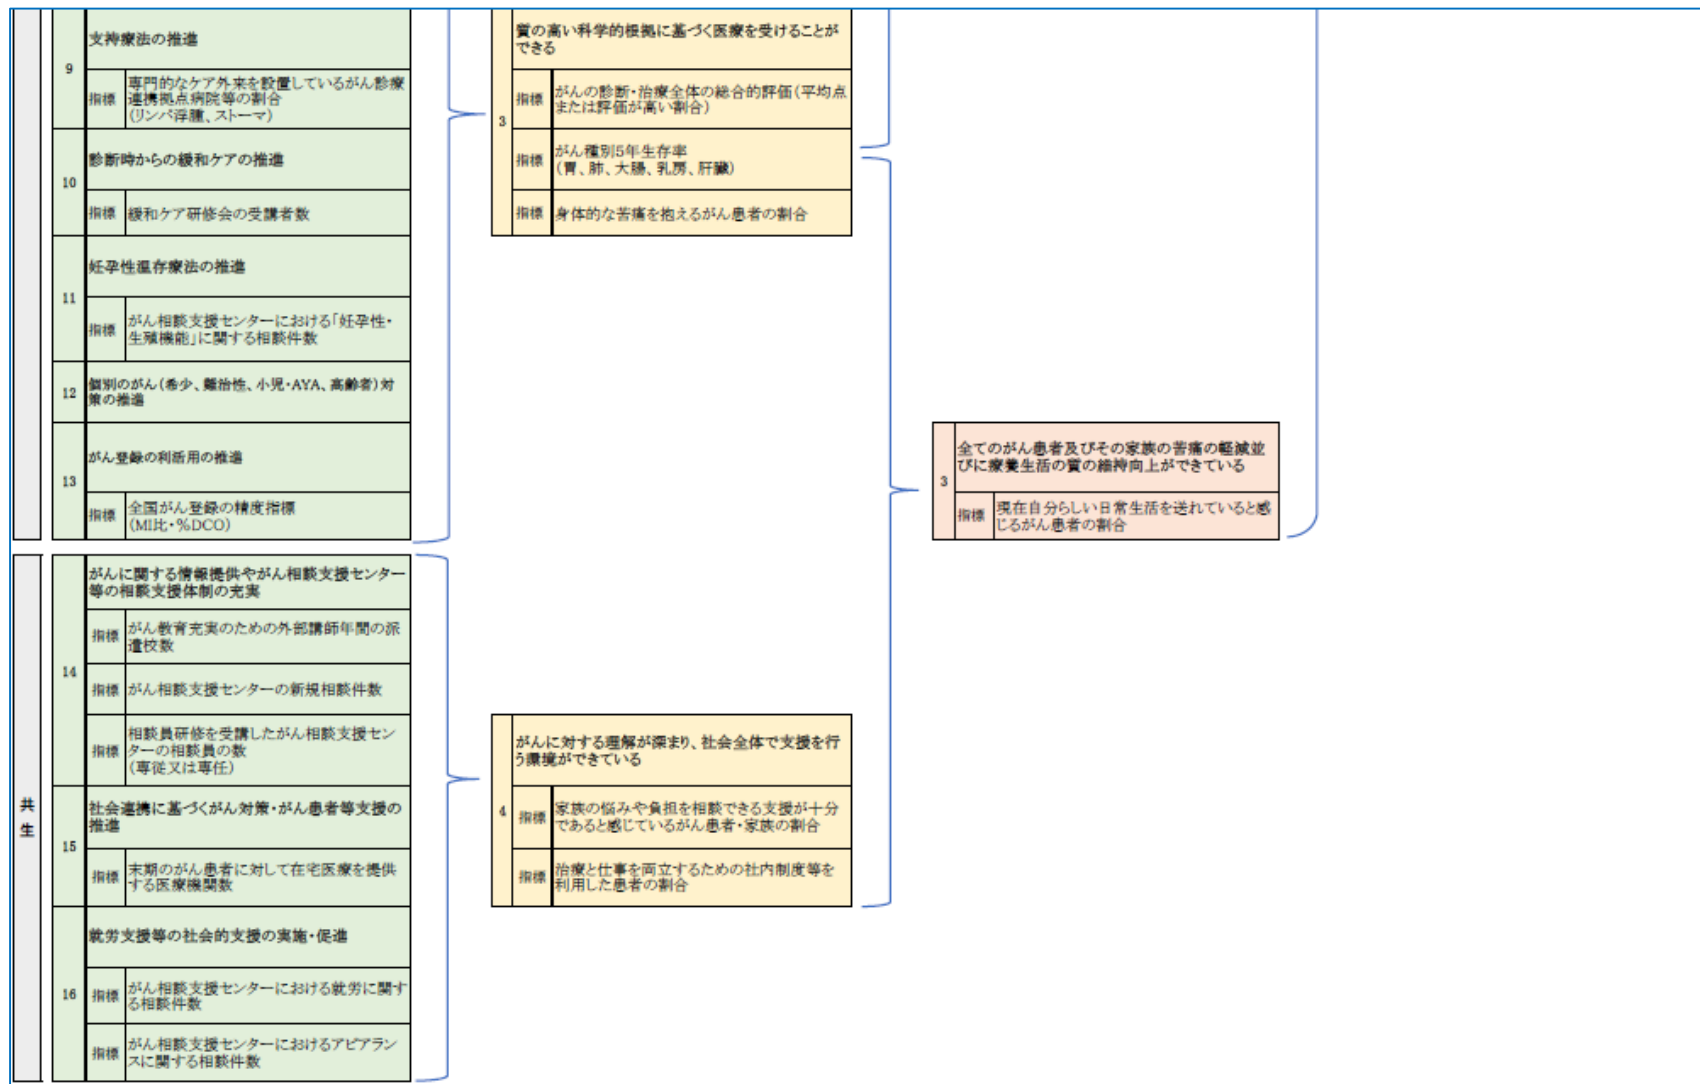 9
支持療法の推進
指標
専門的なケア外来を設置しているがん診療
連携拠点病院等の割合
(リンパ浮腫、ストーマ)
10
診断時からの緩和ケアの推進
指標
緩和ケア研修会の受講者数
11
妊孕性温存療法の推進
指標
がん相談支援センターにおける「妊孕性・
生殖機能」に関する相談件数
12
個別のがん(希少、難治性、小児・AYA、高齢者)対
策の推進
13
がん登録の利活用の推進
指標
全国がん登録の精度指標
(MI比・%DCO)
共
生
14
がんに関する情報提供やがん相談支援センター
等の相談支援体制の充実
指標
がん教育充実のための外部講師年間の派
遣校数
指標
がん相談支援センターの新規相談件数
指標
相談員研修を受講したがん相談支援セン
ターの相談員の数
(専従又は専任)
15
社会連携に基づくがん対策・がん患者等支援の
推進
指標
末期のがん患者に対して在宅医療を提供
する医療機関数
16
就労支援等の社会的支援の実施・促進
指標
がん相談支援センターにおける就労に関す
る相談件数
指標
がん相談支援センターにおけるアピアラン
スに関する相談件数
3
質の高い科学的根拠に基づく医療を受けることが
できる
指標
がんの診断・治療全体の総合的評価(平均点
または評価が高い割合)
指標
がん種別5年生存率
(胃、肺、大腸、乳房、肝臓)
指標
身体的な苦痛を抱えるがん患者の割合
4
がんに対する理解が深まり、社会全体で支援を行
う環境ができている
指標
家族の悩みや負担を相談できる支援が十分
であると感じているがん患者・家族の割合
指標
治療と仕事を両立するための社内制度等を
利用した患者の割合
3
全てのがん患者及びその家族の苦痛の軽減並
びに療養生活の質の維持向上ができている
指標
現在自分らしい日常生活を送れていると感
じるがん患者の割合